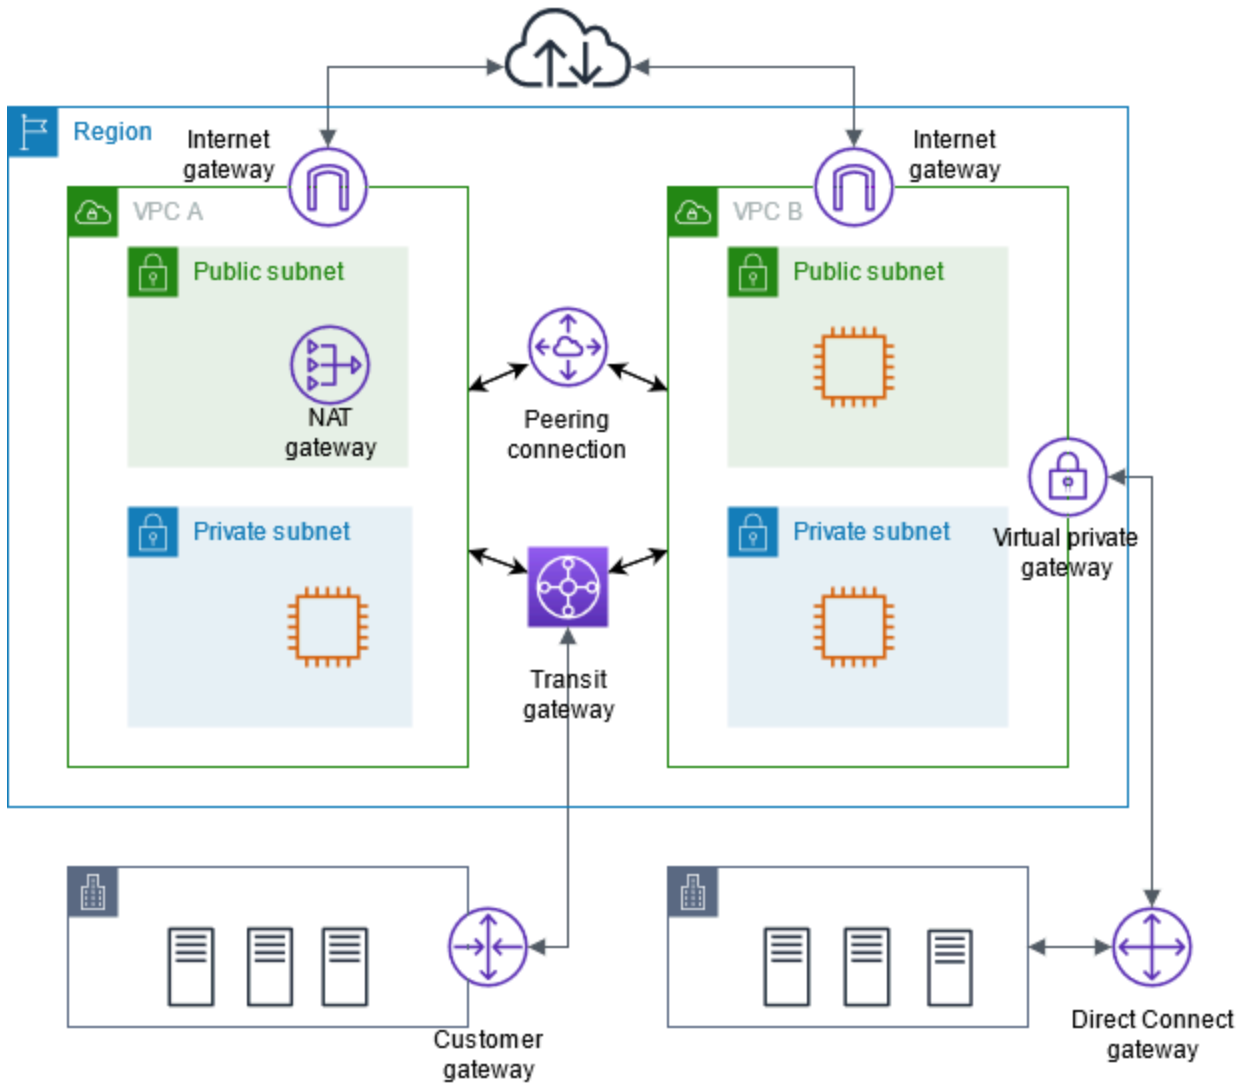 Region
Internet
gateway
Internet
gateway
VPC A
VPC B
Public subnet
Public subnet
NAT
gateway
Peering
connection
Private subnet
Private subnet
Virtual private
gateway
Transit
gateway
Customer
gateway
Direct Connect
gateway